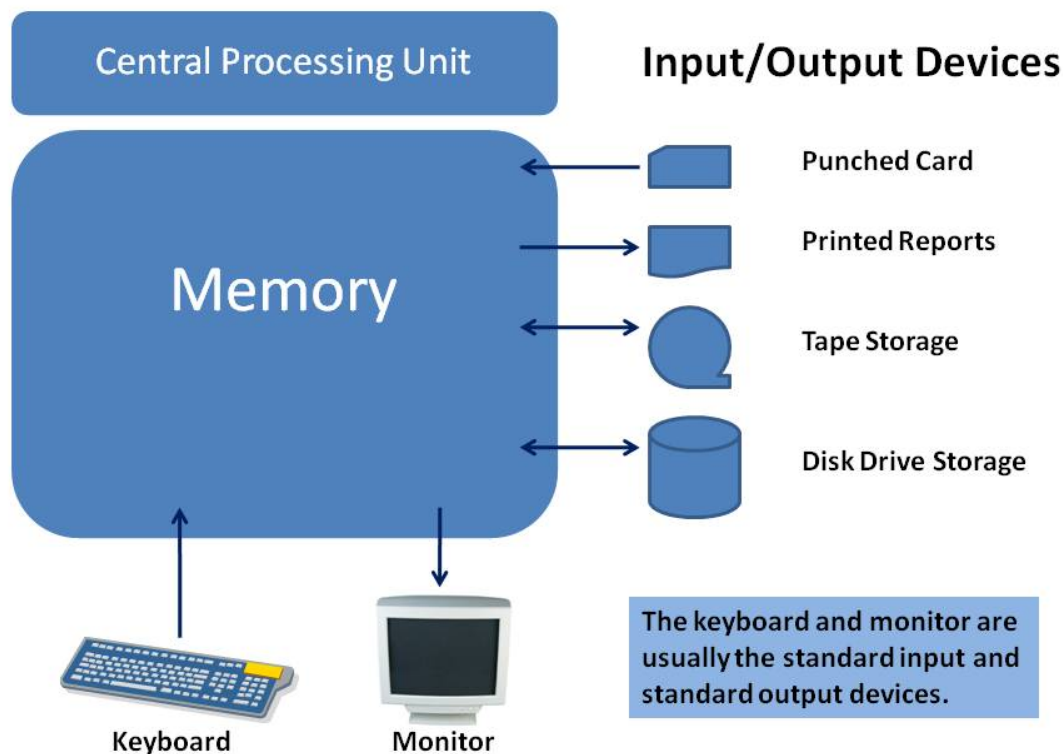 Central Processing Unit
Input/Output Devices
Memory
Punched Card
Printed Reports
Tape Storage
Disk Drive Storage
The keyboard and monitor are
usually the standard input and
standard output devices.
Keyboard
Monitor